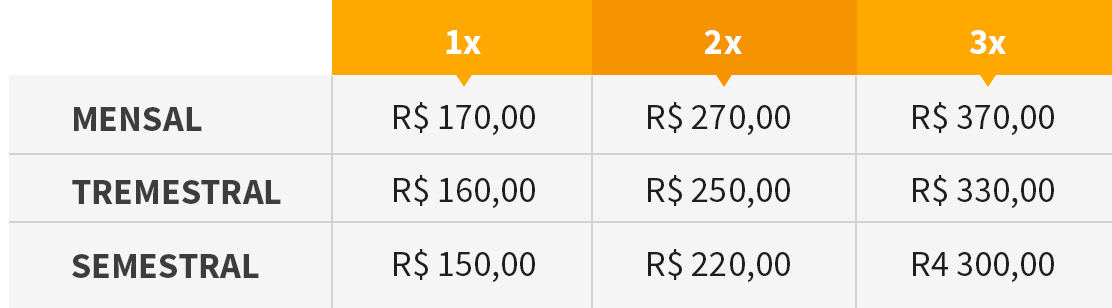 1x 2x 3x
MENSAL R$ 170,00 R$ 270,00 R$ 370,00
TREMESTRAL R$ 160,00 R$ 250,00 R$ 330,00
SEMESTRAL R$ 150,00 R$ 220,00 R4 300,00